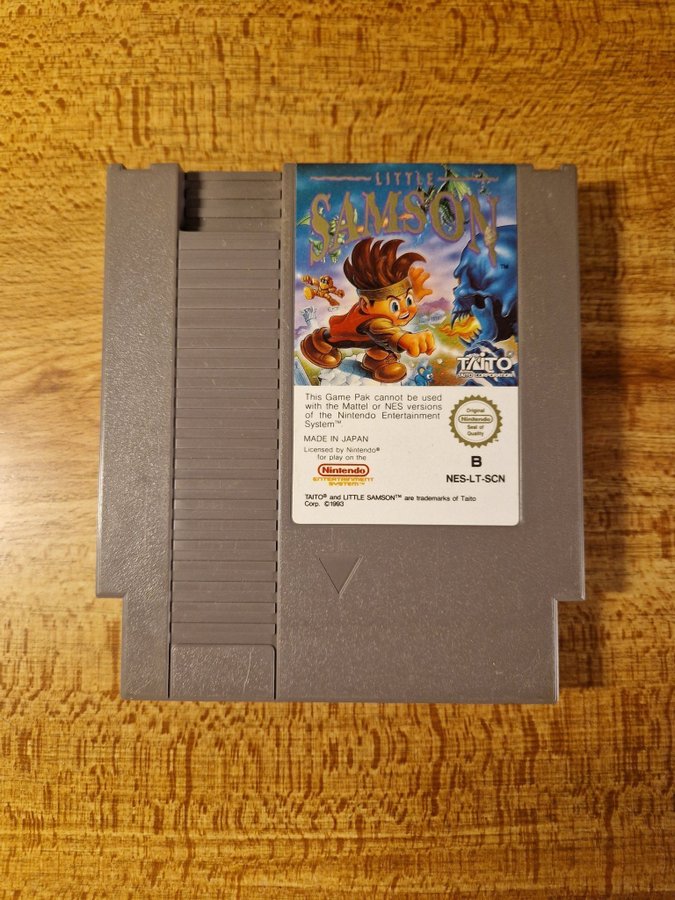 LITTLE
SAMSON
TM
TAITO
TAITO CORPORATION
This Game Pak cannot be used
with the Mattel or NES versions
of the Nintendo Entertainment
System™
MADE IN JAPAN
Licensed by Nintendo®
for play on the
Nintendo
ENTERTAINMENT
SYSTEM™
Original
Nintendo
Seal of
Quality
B
NES-LT-SCN
TAITO® and LITTLE SAMSON™ are trademarks of Taito
Corp. ©1993